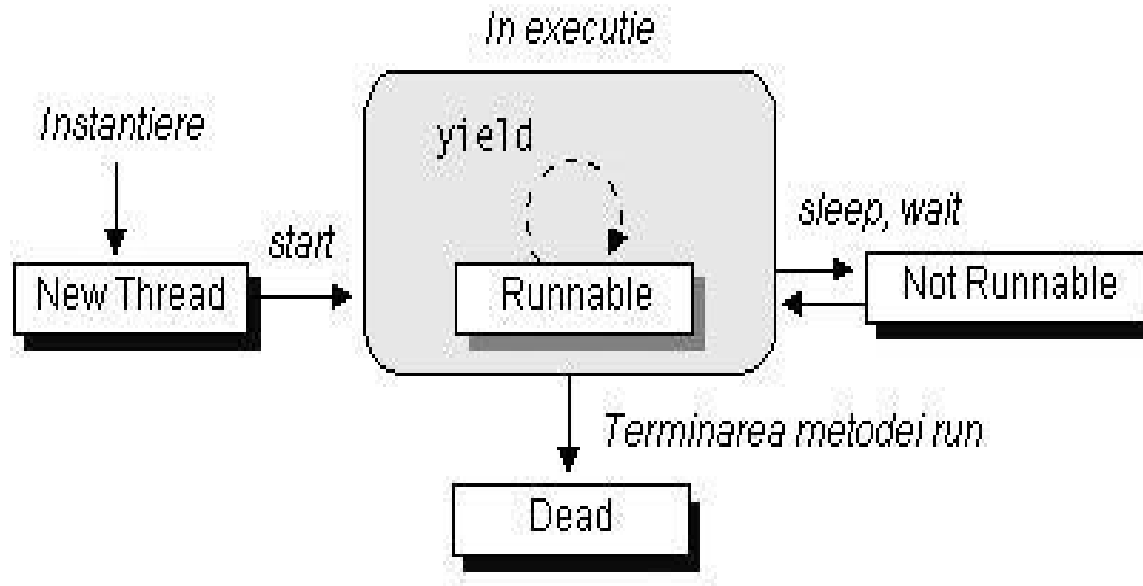 In executie
Instantiere
yield
start
sleep, wait
New Thread
Runnable
Not Runnable
Terminarea metodei run
Dead